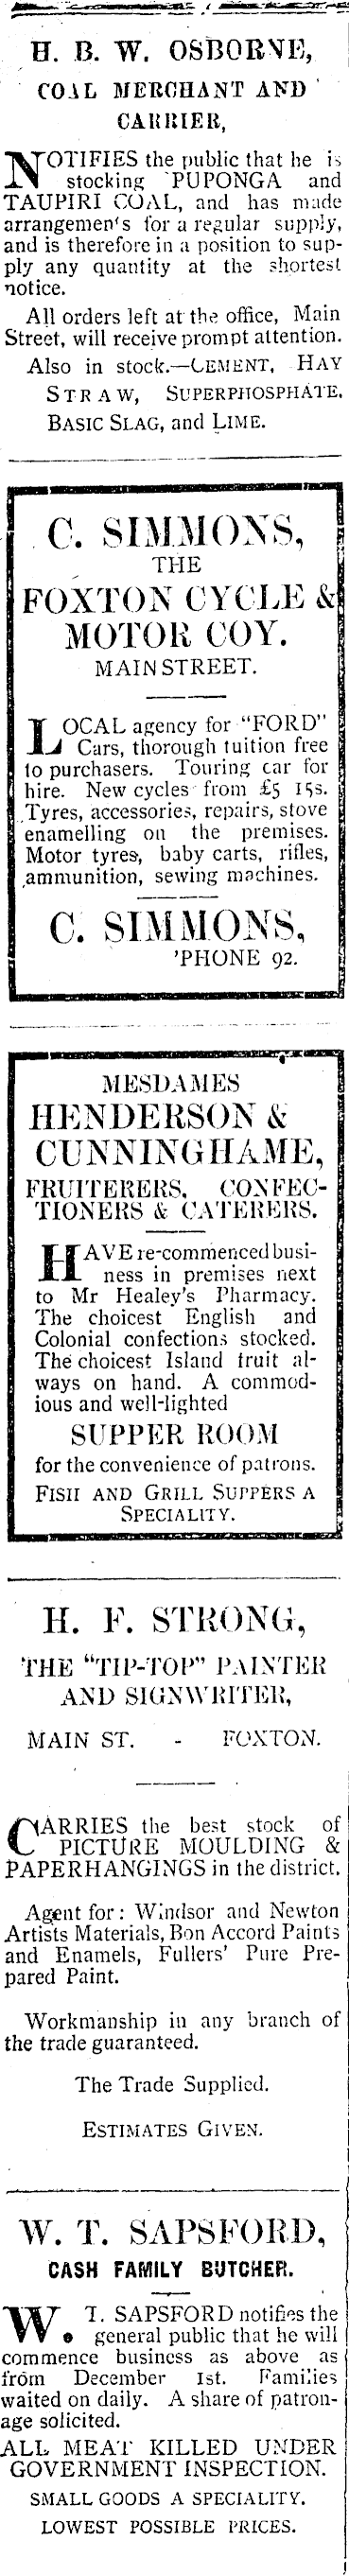 H. B. W. OSBORNE,
COAL MERCHANT AND
CARRIER,
NOTIFIES the public that he is
stocking PUPONGA and
TAUPIRI COAL, and has made
arrangements for a regular supply,
and is therefore in a position to sup-
ply any quantity at the shortest
notice.
All orders left at the office, Main
Street, will receive prompt attention.
Also in stock.—CEMENT, HAY
STRAW, SUPERPHOSPHATE,
BASIC SLAG, and LIME.
C. SIMMONS,
THE
FOXTON CYCLE &
MOTOR COY.
MAIN STREET.
LOCAL agency for "FORD"
Cars, thorough tuition free
to purchasers. Touring car for
hire. New cycles from £5 15s.
Tyres, accessories, repairs, stove
enamelling on the premises.
Motor tyres, baby carts, rifles,
ammunition, sewing machines.
C. SIMMONS,
'PHONE 92.
MESDAMES
HENDERSON &
CUNNINGHAME,
FRUITERERS, CONFEC-
TIONERS & CATERERS.
HAVE re-commenced busi-
ness in premises next
to Mr Healey's Pharmacy.
The choicest English and
Colonial confections stocked.
The choicest Island fruit al-
ways on hand. A commod-
ious and well-lighted
SUPPER ROOM
for the convenience of patrons.
FISH AND GRILL SUPPERS A
SPECIALITY.
H. F. STRONG,
THE "TIP-TOP" PAINTER
AND SIGNWRITER,
MAIN ST. - FOXTON.
CARRIES the best stock of
PICTURE MOULDING &
PAPERHANGINGS in the district.
Agent for: Windsor and Newton
Artists Materials, Bon Accord Paints
and Enamels, Fullers' Pure Pre-
pared Paint.
Workmanship in any branch of
the trade guaranteed.
The Trade Supplied.
ESTIMATES GIVEN.
W. T. SAPSFORD,
CASH FAMILY BUTCHER.
W. T. SAPSFORD notifies the
general public that he will
commence business as above as
from December 1st. Families
waited on daily. A share of patron-
age solicited.
ALL MEAT KILLED UNDER
GOVERNMENT INSPECTION.
SMALL GOODS A SPECIALITY.
LOWEST POSSIBLE PRICES.